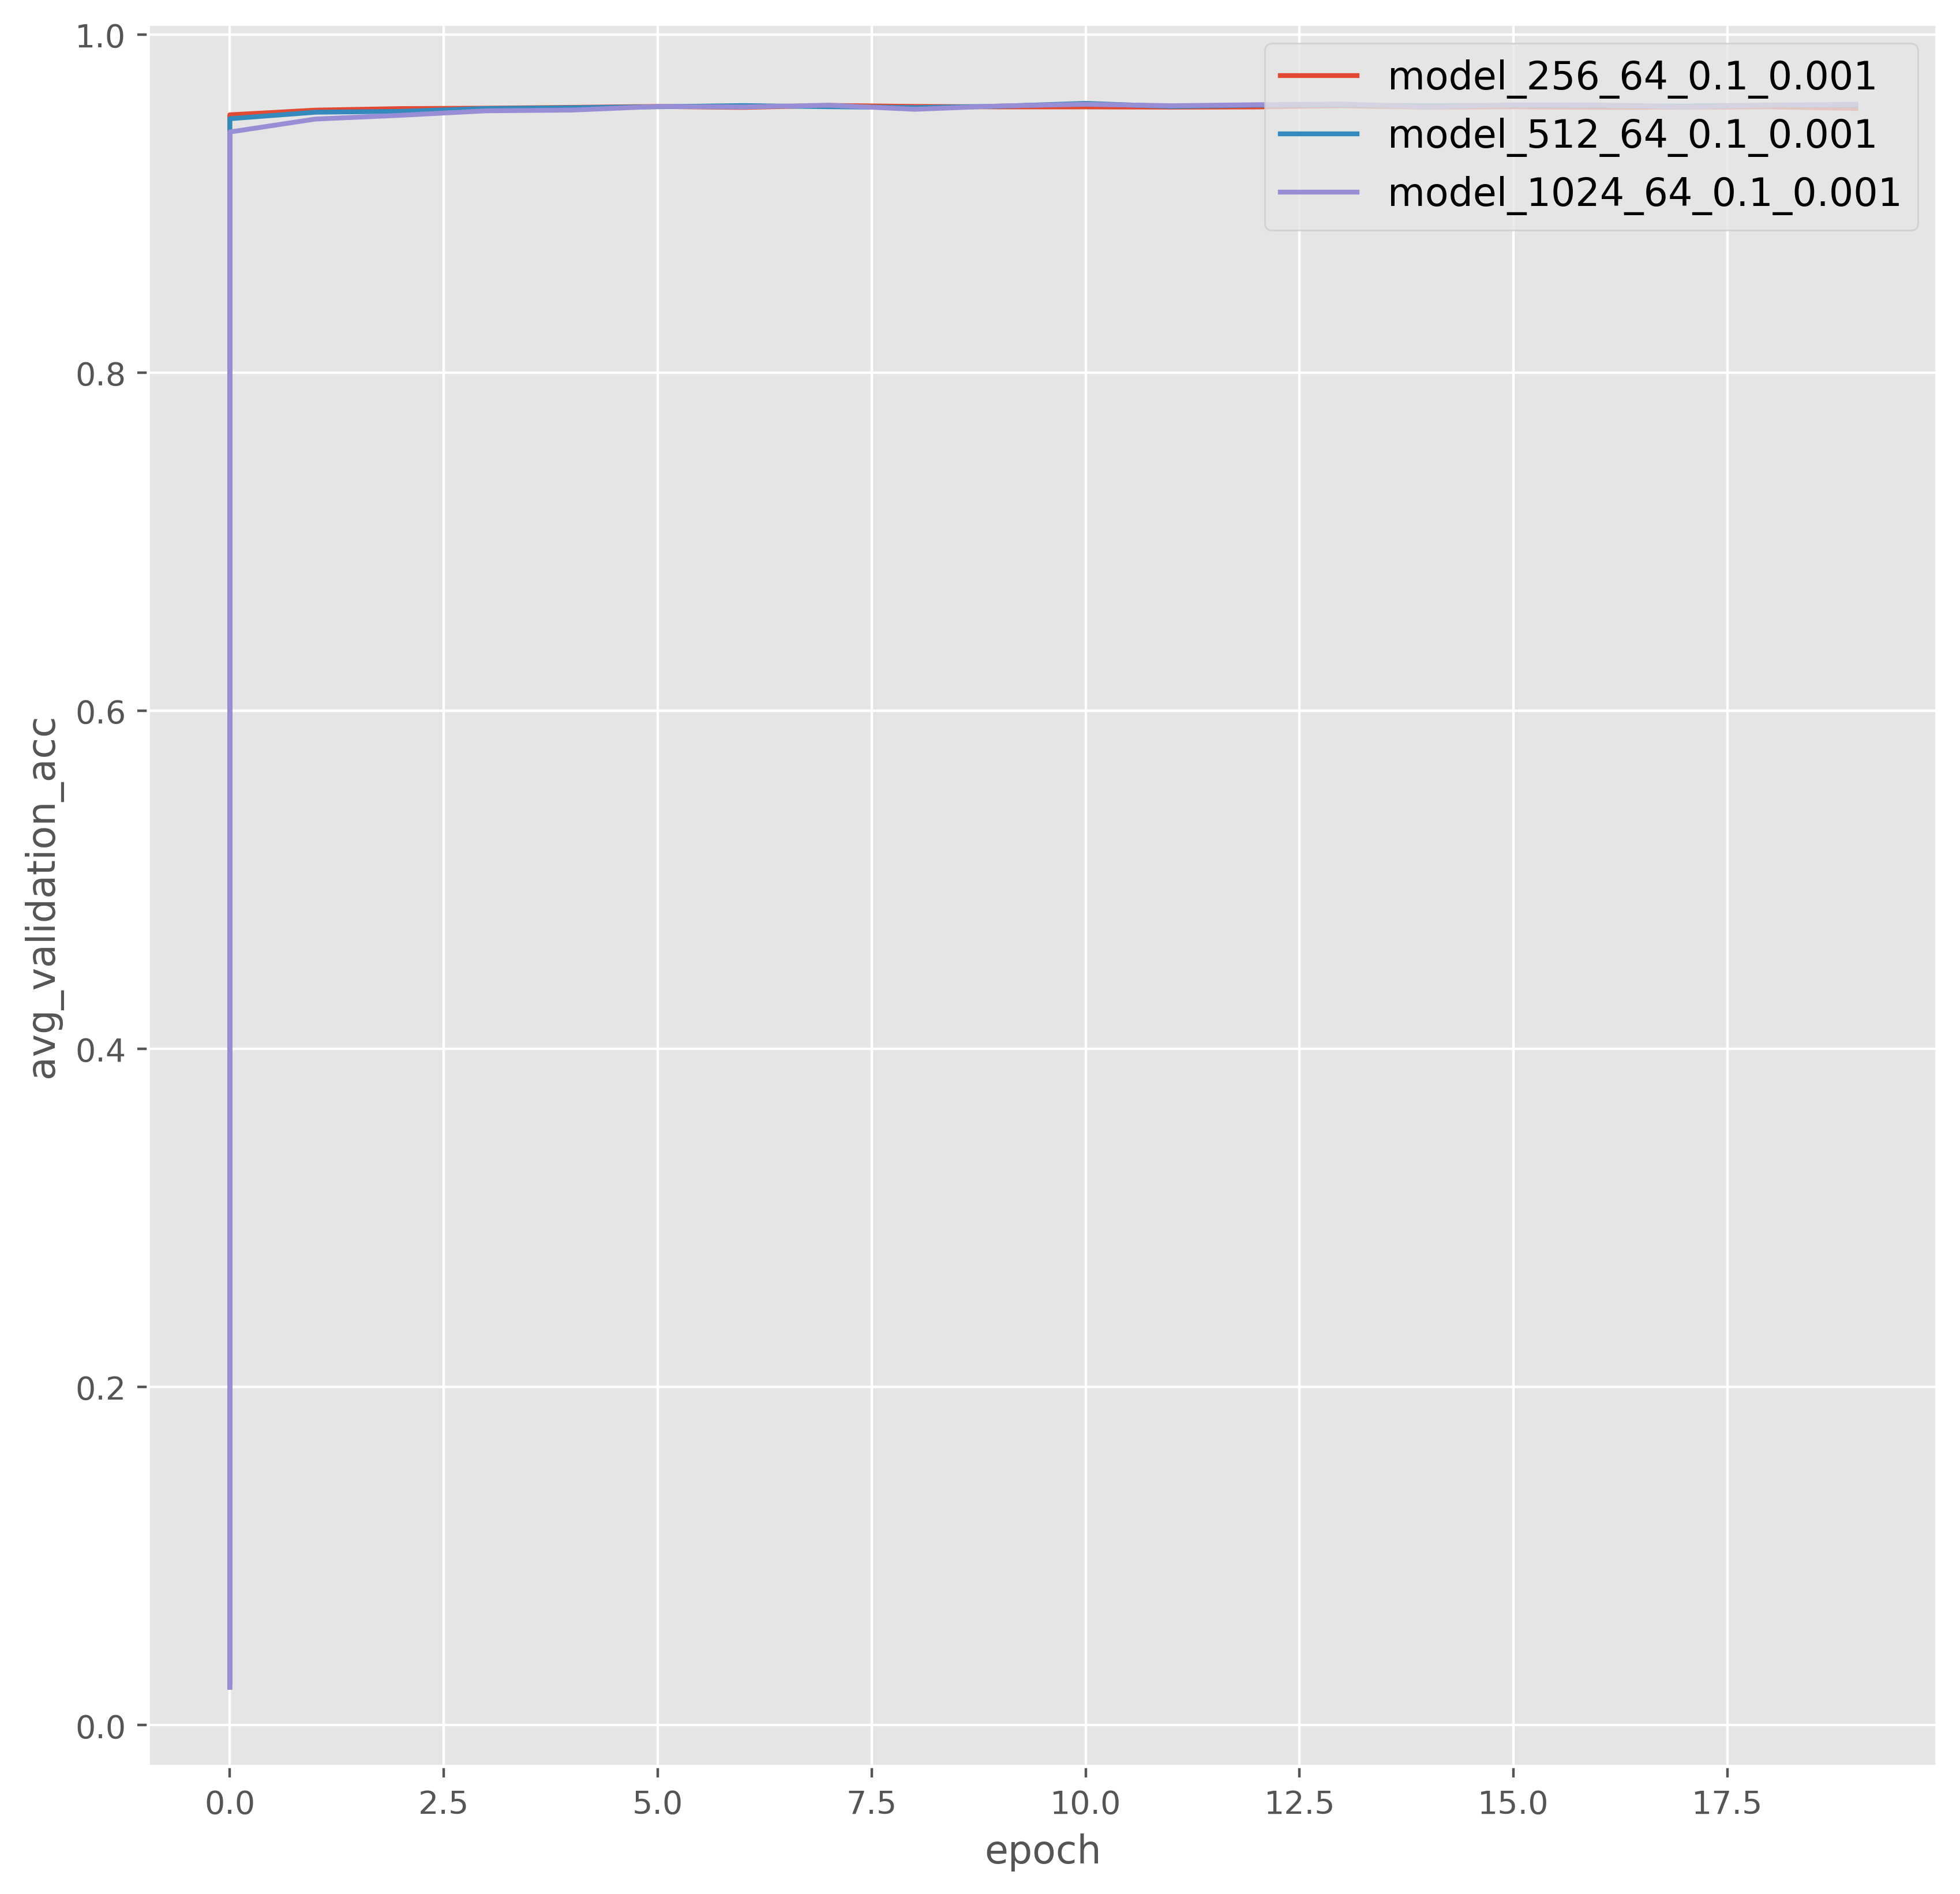 model_256_64_0.1_0.001
model_512_64_0.1_0.001
model_1024_64_0.1_0.001
1.0
0.8
0.6
0.4
0.2
0.0
avg_validation_acc
0.0 2.5 5.0 7.5 10.0 12.5 15.0 17.5
epoch